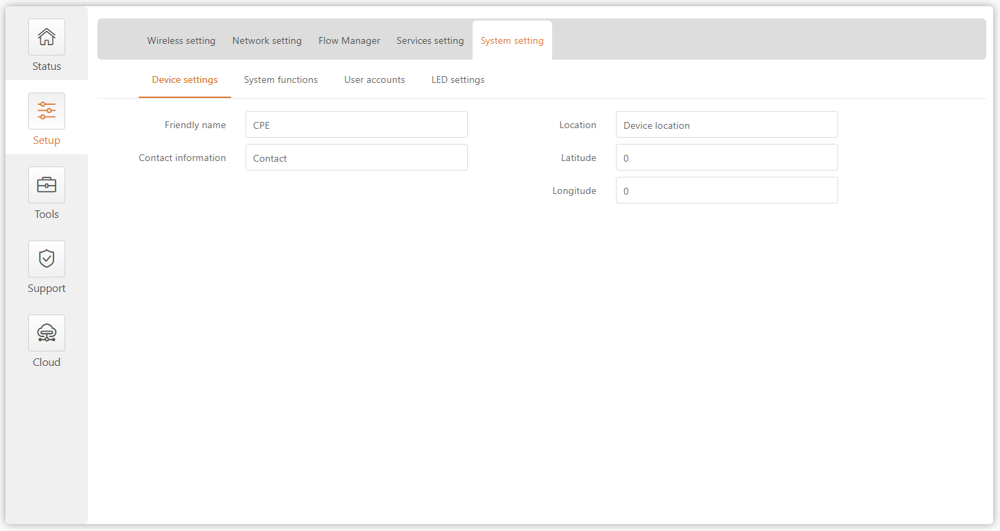 Status
Setup
Tools
Support
Cloud
Wireless setting Network setting Flow Manager Services setting System setting
Device settings System functions User accounts LED settings
Friendly name CPE Location Device location
Contact information Contact Latitude 0
Longitude 0